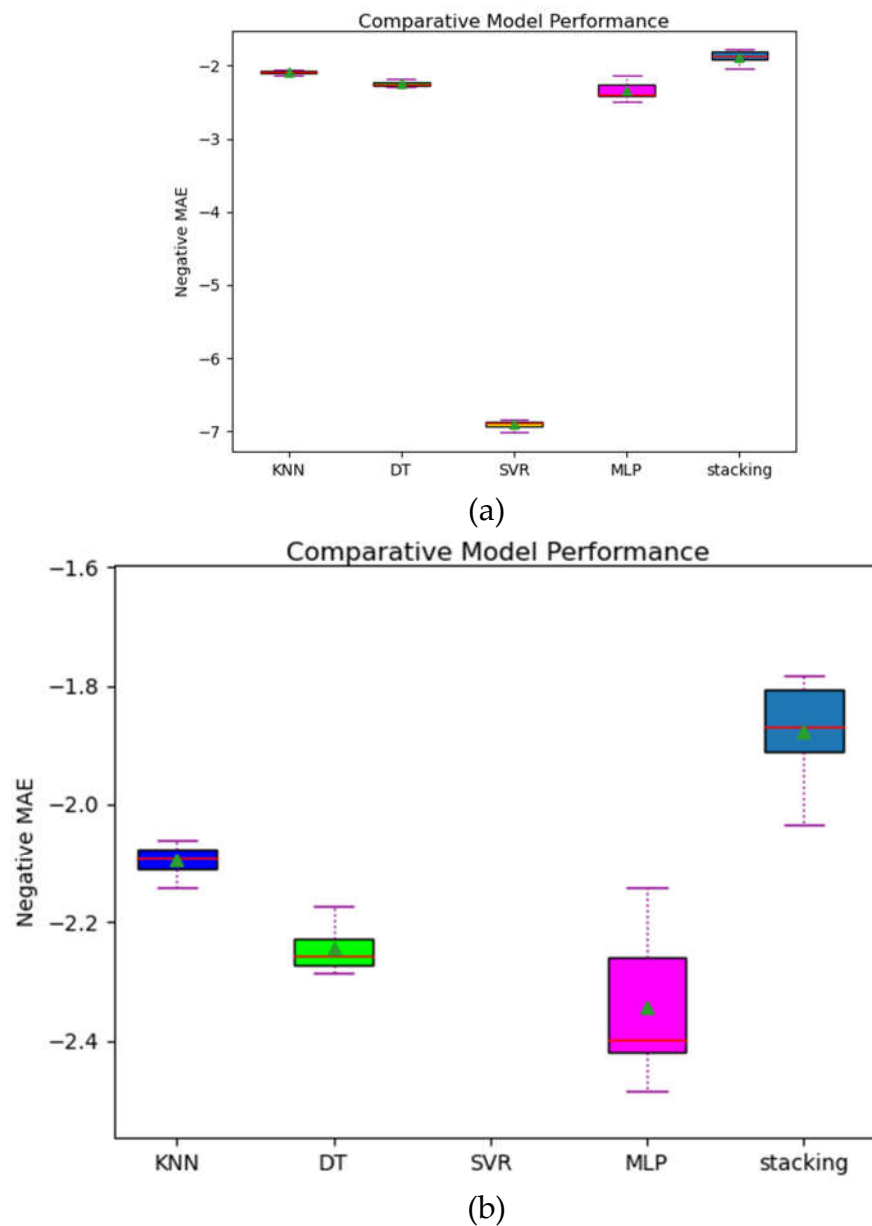 Comparative Model Performance
−2
−3
−4
−5
−6
−7
Negative MAE
KNN DT SVR MLP stacking
(a)
Comparative Model Performance
−1.6
−1.8
−2.0
−2.2
−2.4
Negative MAE
KNN DT SVR MLP stacking
(b)